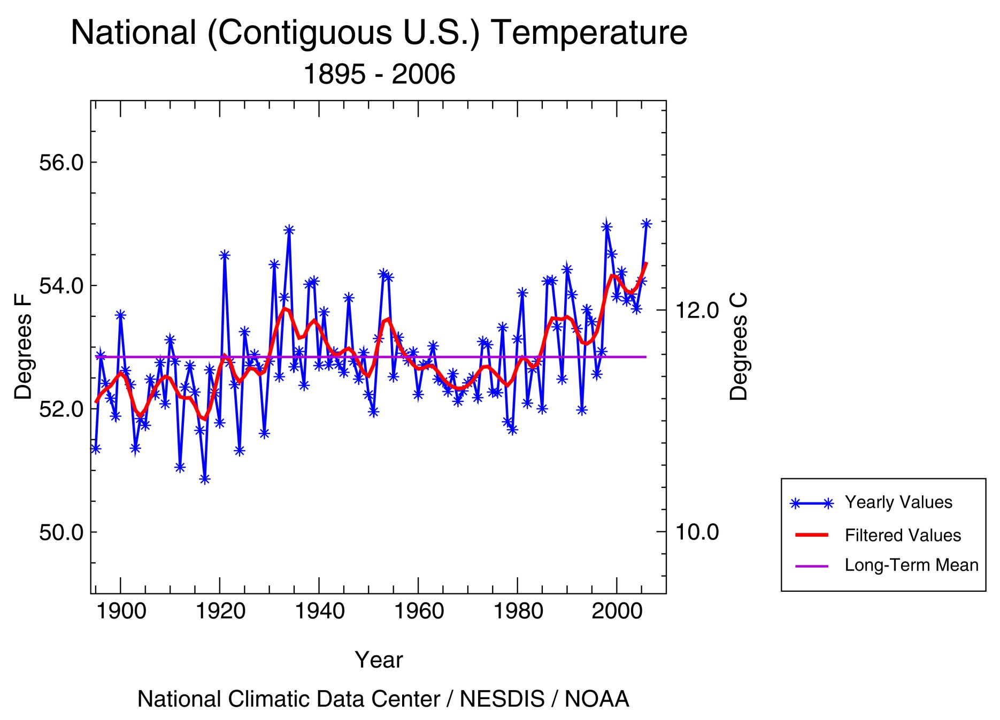 National (Contiguous U.S.) Temperature
1895 - 2006
56.0
54.0
52.0
50.0
Degrees F
12.0
10.0
Degrees C
1900 1920 1940 1960 1980 2000
Year
National Climatic Data Center / NESDIS / NOAA
Yearly Values
Filtered Values
Long-Term Mean